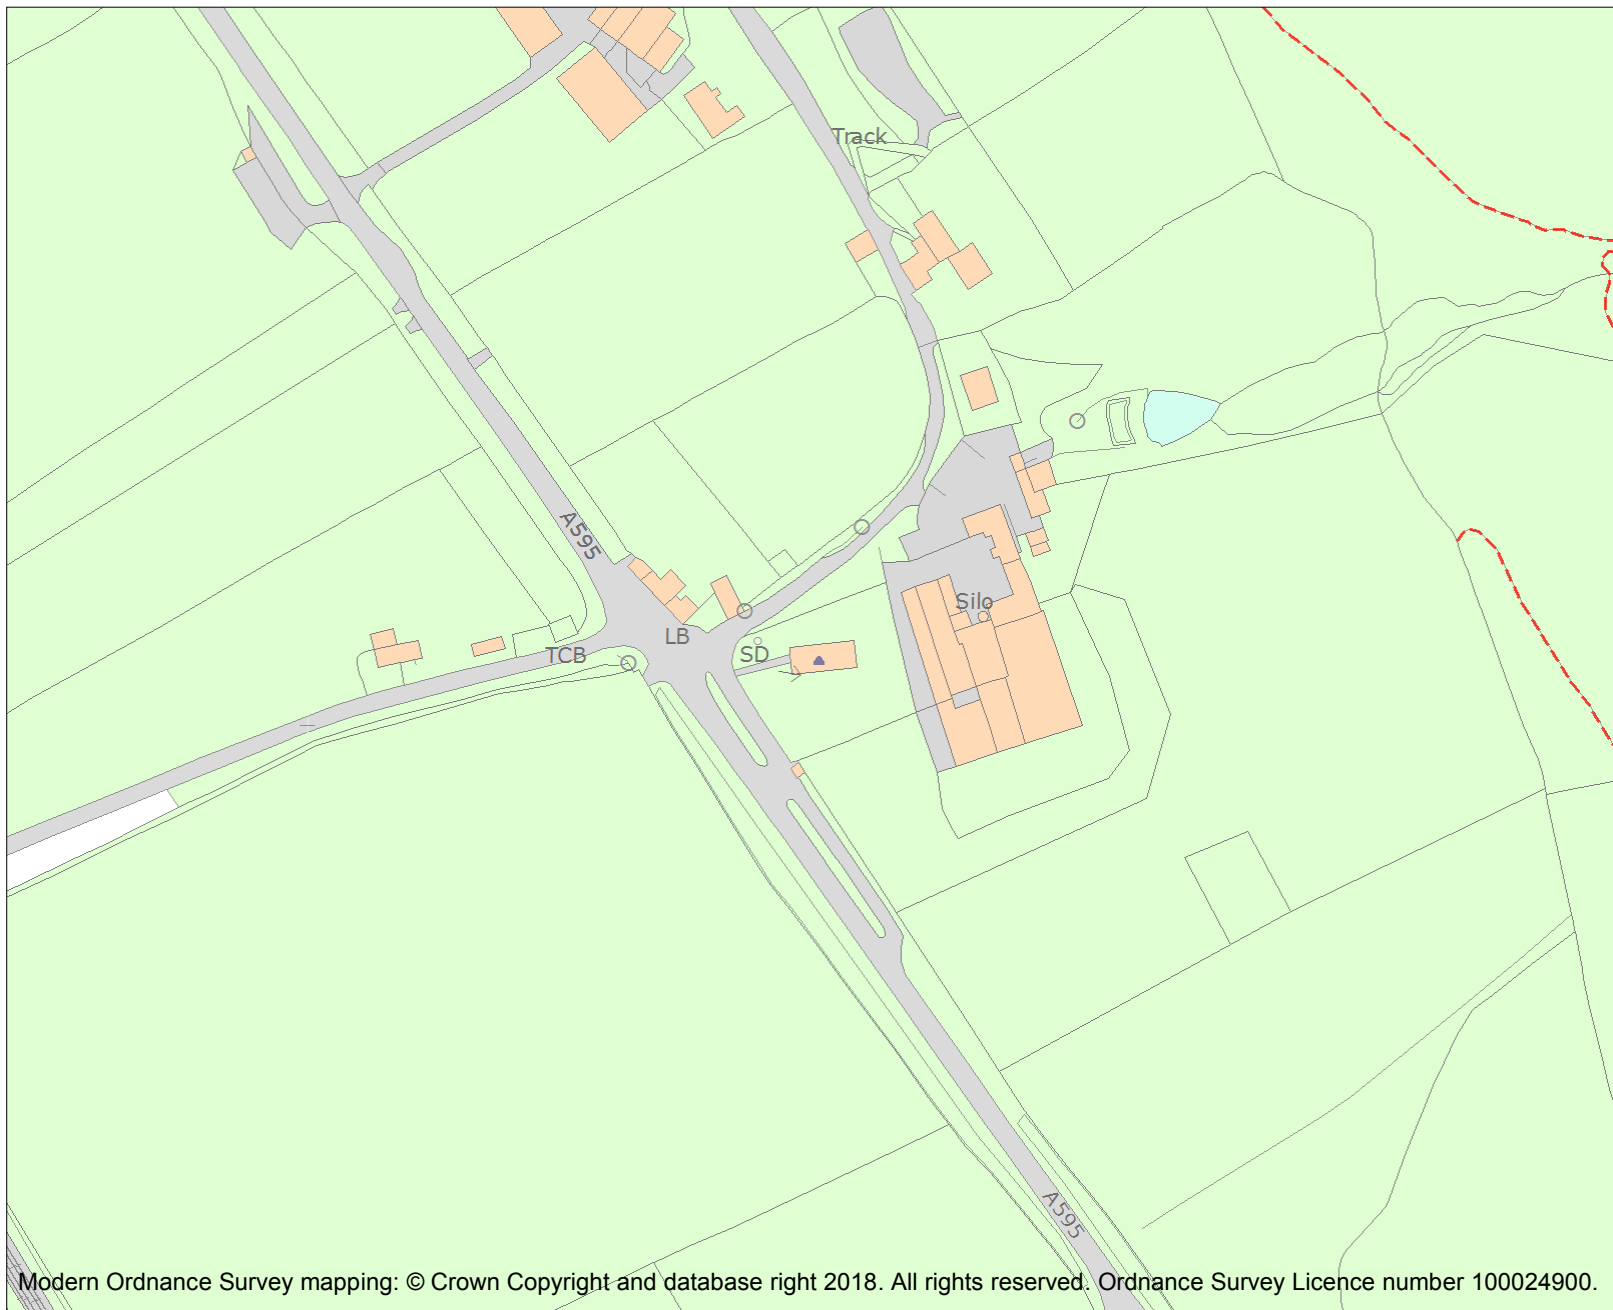 Track
A595
Silo
LB
TCB
SD
A595
Modern Ordnance Survey mapping: © Crown Copyright and database right 2018. All rights reserved. Ordnance Survey Licence number 100024900.